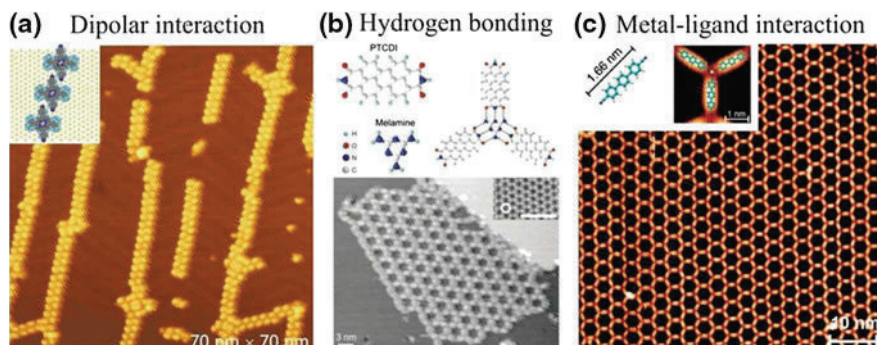 (a) Dipolar interaction
70 nm × 70 nm
(b) Hydrogen bonding
PTCDI
Melamine
H
O
N
C
3 nm
(c) Metal-ligand interaction
1.66 nm
1 nm
10 nm